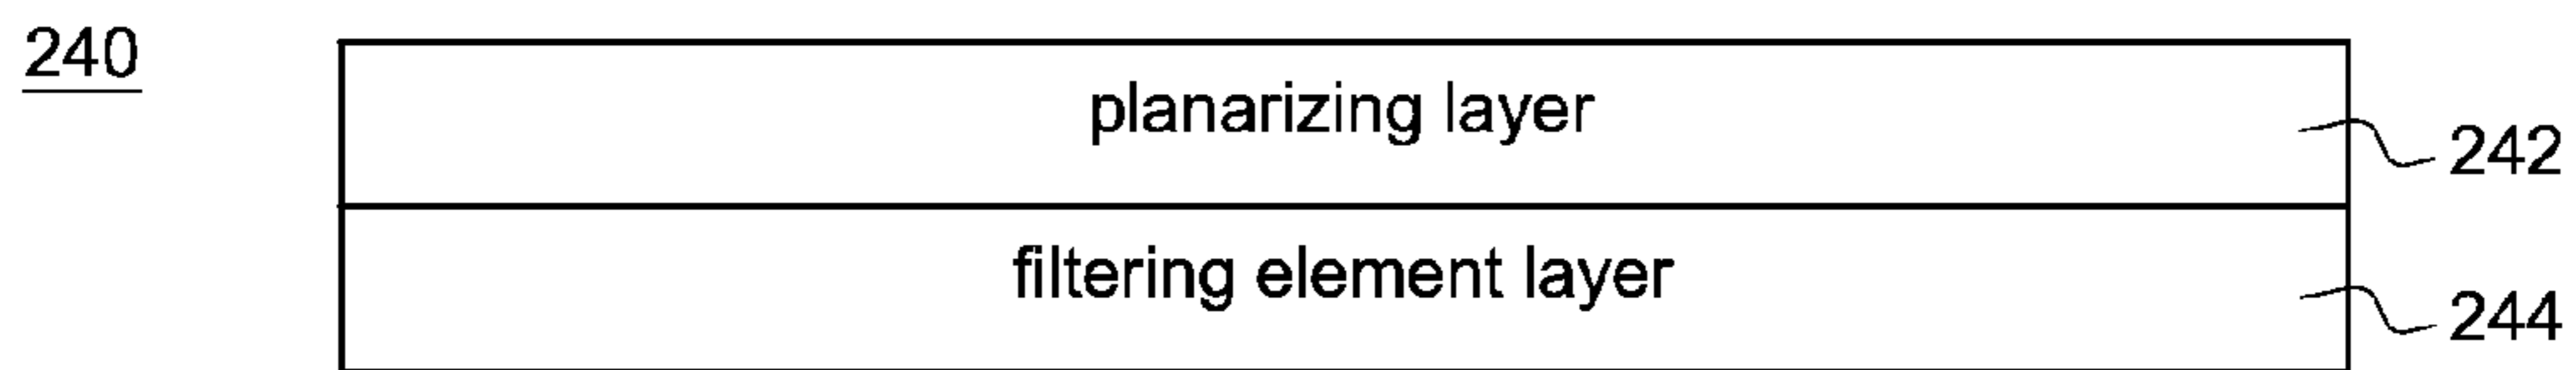 240
planarizing layer
242
filtering element layer
244